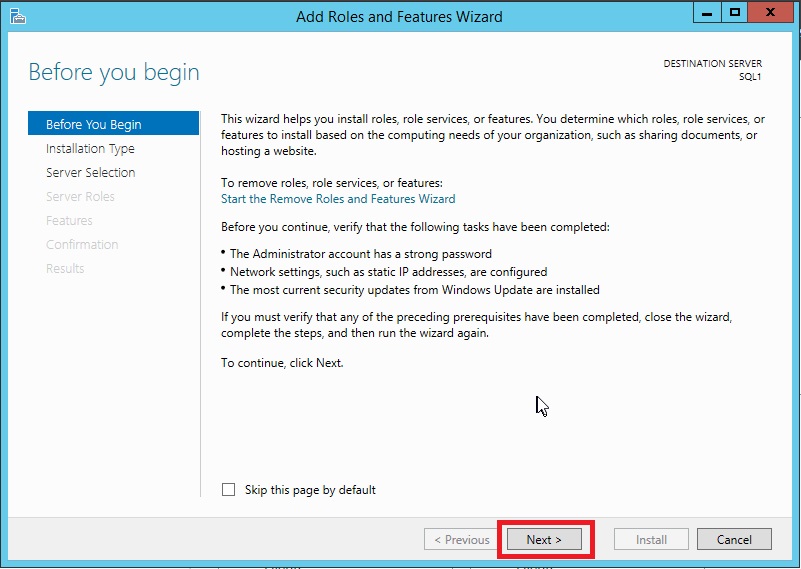 Add Roles and Features Wizard
Before you begin
DESTINATION SERVER
SQL1
Before You Begin
Installation Type
Server Selection
Server Roles
Features
Confirmation
Results
This wizard helps you install roles, role services, or features. You determine which roles, role services, or
features to install based on the computing needs of your organization, such as sharing documents, or
hosting a website.
To remove roles, role services, or features:
Start the Remove Roles and Features Wizard
Before you continue, verify that the following tasks have been completed:
• The Administrator account has a strong password
• Network settings, such as static IP addresses, are configured
• The most current security updates from Windows Update are installed
If you must verify that any of the preceding prerequisites have been completed, close the wizard,
complete the steps, and then run the wizard again.
To continue, click Next.
Skip this page by default
< Previous
Next >
Install
Cancel